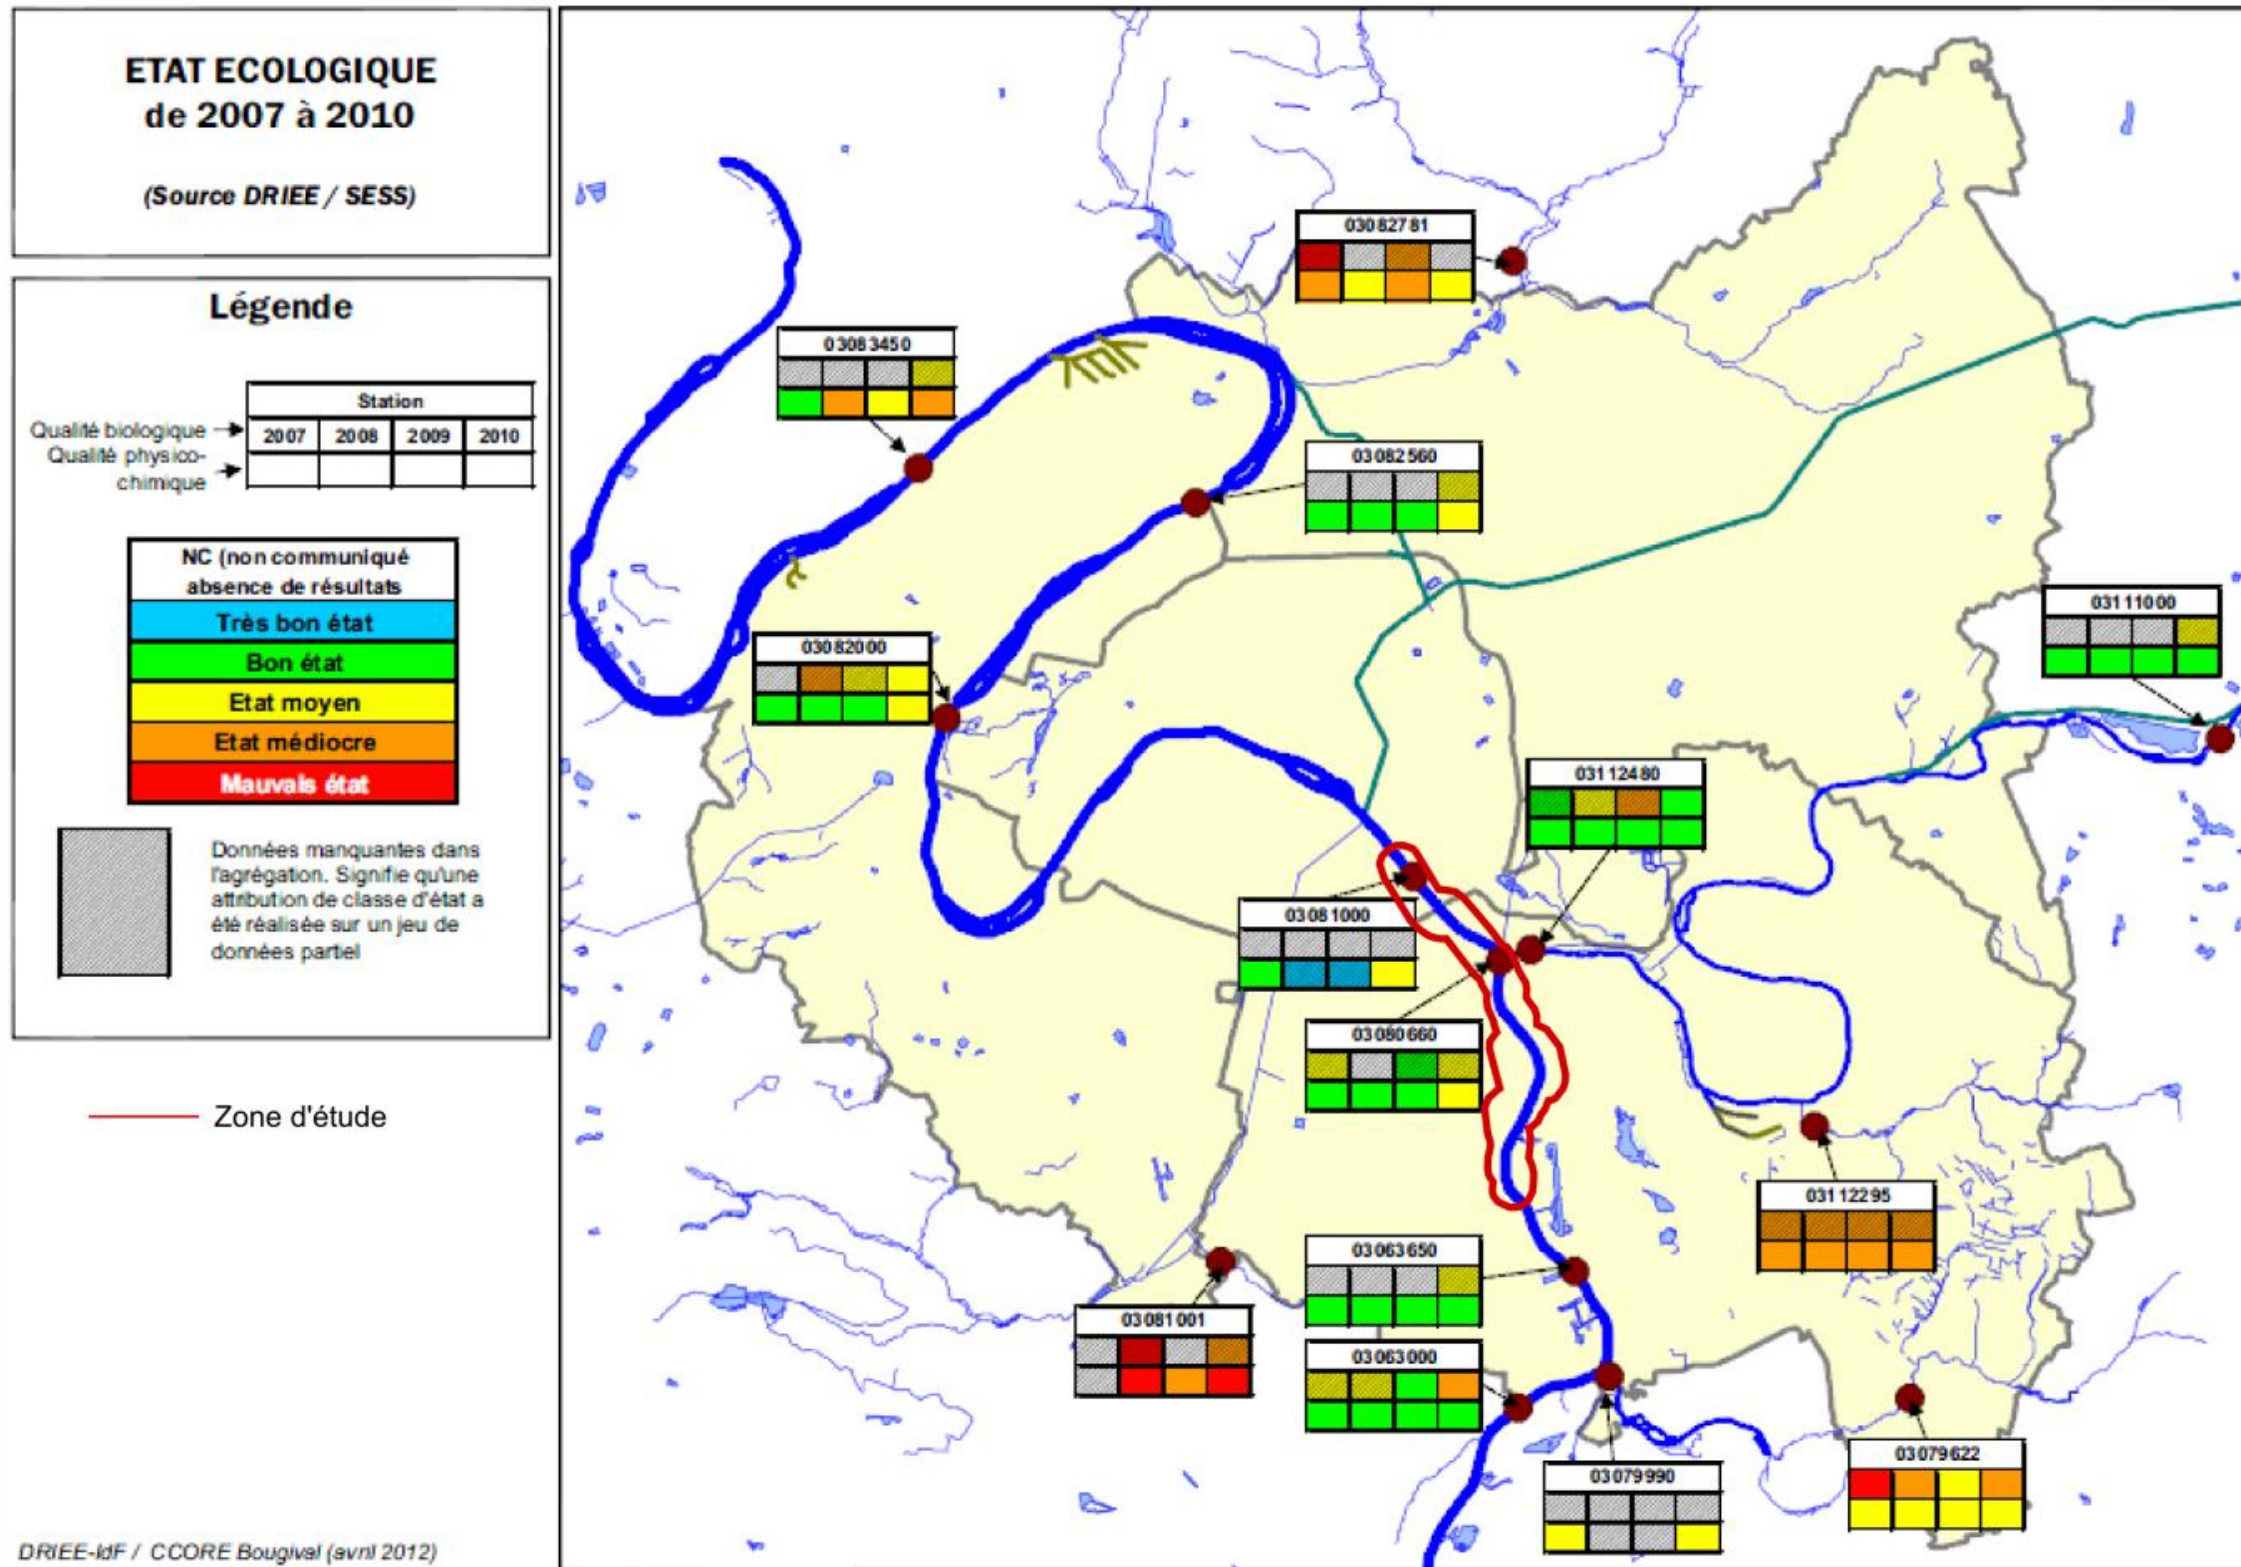 ETAT ECOLOGIQUE
de 2007 à 2010
(Source DRIEE / SESS)
Légende
Station
Qualité biologique
2007 2008 2009 2010
Qualité physico-
chimique
NC (non communiqué
absence de résultats
Très bon état
Bon état
Etat moyen
Etat médiocre
Mauvais état
Données manquantes dans
l'agrégation. Signifie qu'une
attribution de classe d'état a
été réalisée sur un jeu de
données partiel
Zone d'étude
DRIEE-IdF / CCORE Bougival (avril 2012)
03082781
03083450
03082560
03111000
03082000
03112480
03081000
03080660
03112295
03063650
03081001
03063000
03079622
03079990